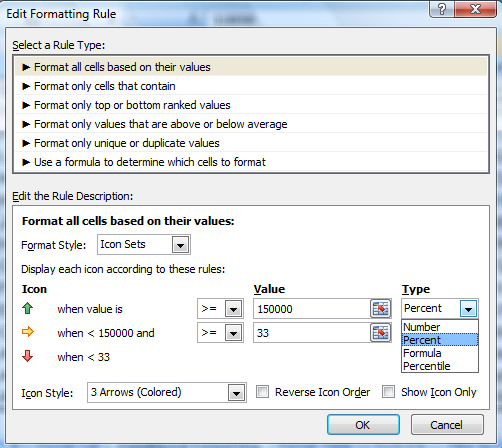 Edit Formatting Rule
Select a Rule Type:
► Format all cells based on their values
► Format only cells that contain
► Format only top or bottom ranked values
► Format only values that are above or below average
► Format only unique or duplicate values
► Use a formula to determine which cells to format
Edit the Rule Description:
Format all cells based on their values:
Format Style: Icon Sets
Display each icon according to these rules:
Icon Value Type
when value is >= 150000 Percent
when < 150000 and >= 33
when < 33
Number
Percent
Formula
Percentile
Icon Style: 3 Arrows (Colored) Reverse Icon Order Show Icon Only
OK Cancel